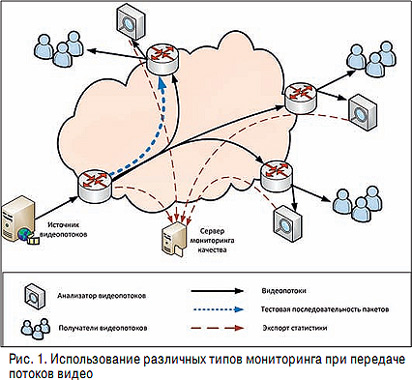 Источник
видеопотоков
Сервер
мониторинга
качества
Анализатор видеопотоков
Получатели видеопотоков
Видеопотоки
Тестовая последовательность пакетов
Экспорт статистики
Рис. 1. Использование различных типов мониторинга при передаче
потоков видео